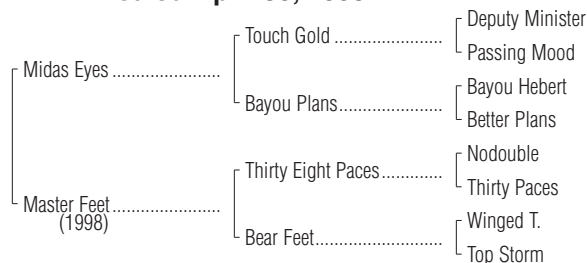 Deputy Minister
Touch Gold
Passing Mood
Midas Eyes
Bayou Hebert
Bayou Plans
Better Plans
Nodouble
Thirty Eight Paces
Thirty Paces
Master Feet
(1998)
Winged T.
Bear Feet
Top Storm